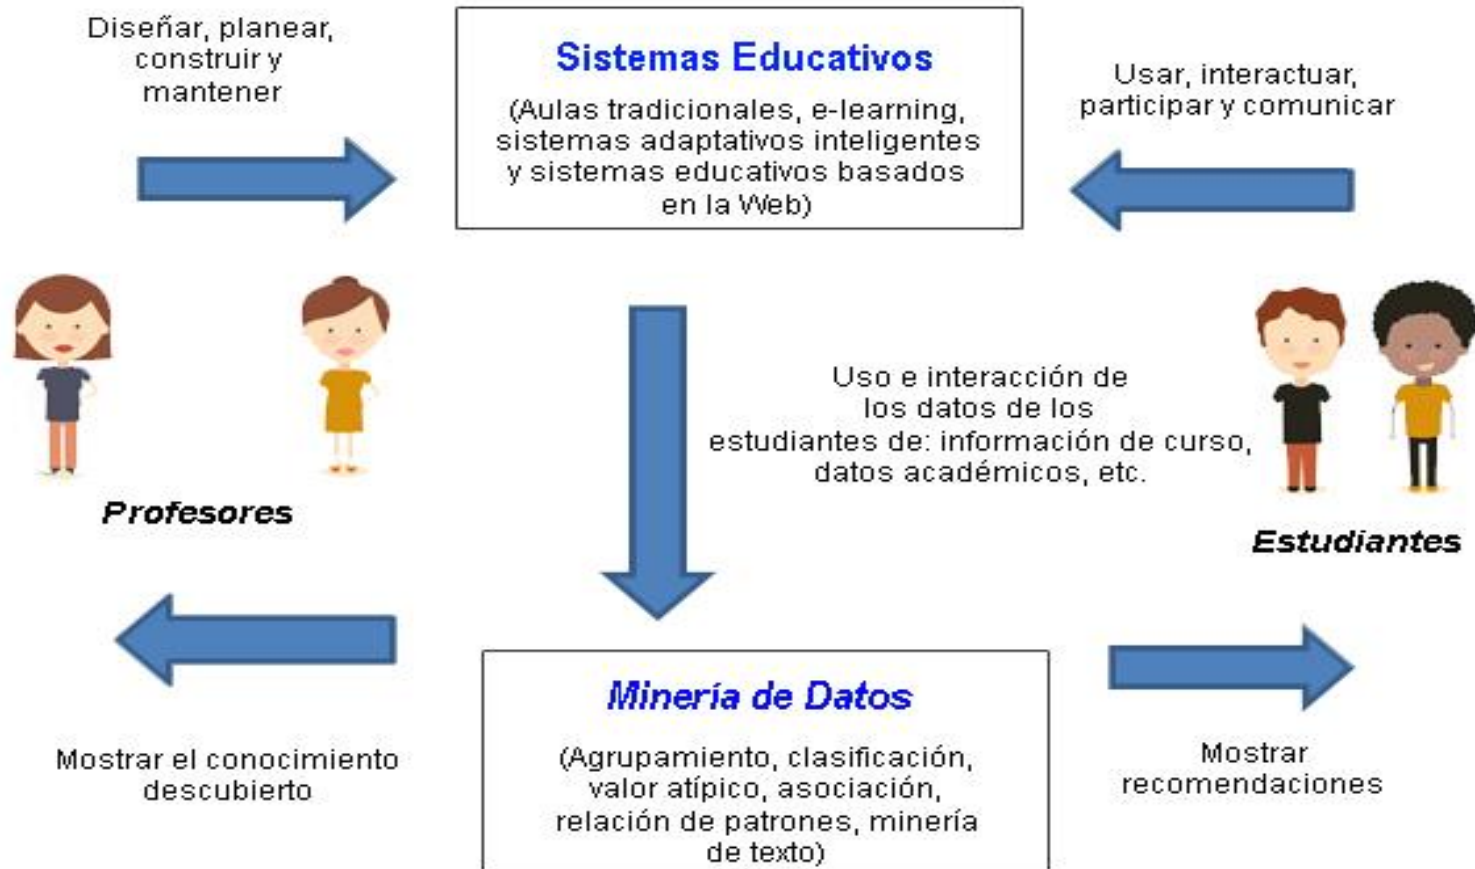 Diseñar, planear,
construir y
mantener
Sistemas Educativos
(Aulas tradicionales, e-learning,
sistemas adaptativos inteligentes
y sistemas educativos basados
en la Web)
Usar, interactuar,
participar y comunicar
Uso e interacción de
los datos de los
estudiantes de: información de curso,
datos académicos, etc.
Profesores
Estudiantes
Mostrar el conocimiento
descubierto
Minería de Datos
(Agrupamiento, clasificación,
valor atípico, asociación,
relación de patrones, minería
de texto)
Mostrar
recomendaciones